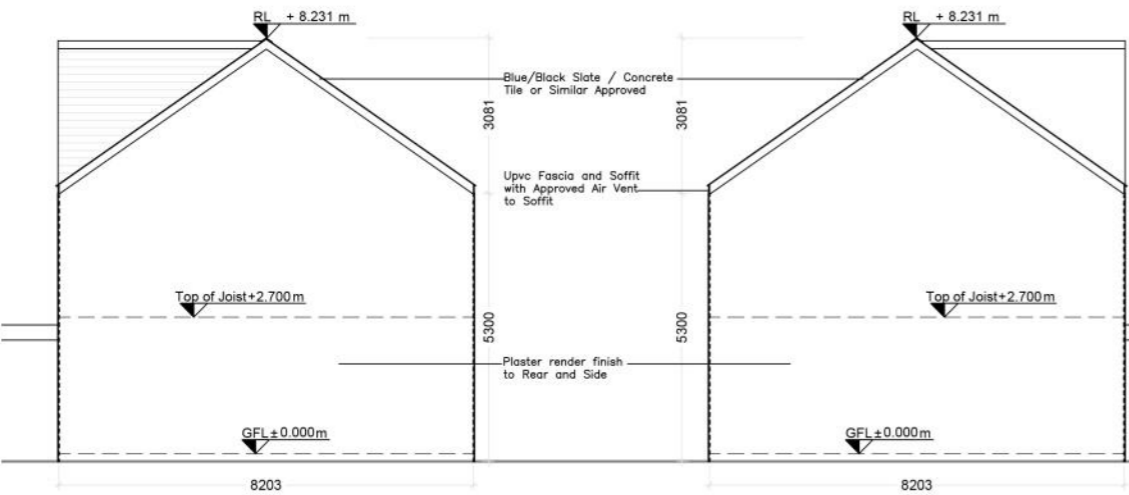 RL + 8.231 m
RL + 8.231 m
Blue/Black Slate / Concrete
Tile or Similar Approved
3081
3081
Upvc Fascia and Soffit
with Approved Air Vent
to Soffit
Top of Joist+2.700m
Top of Joist+2.700m
5300
5300
Plaster render finish
to Rear and Side
GFL±0.000m
GFL±0.000m
8203
8203